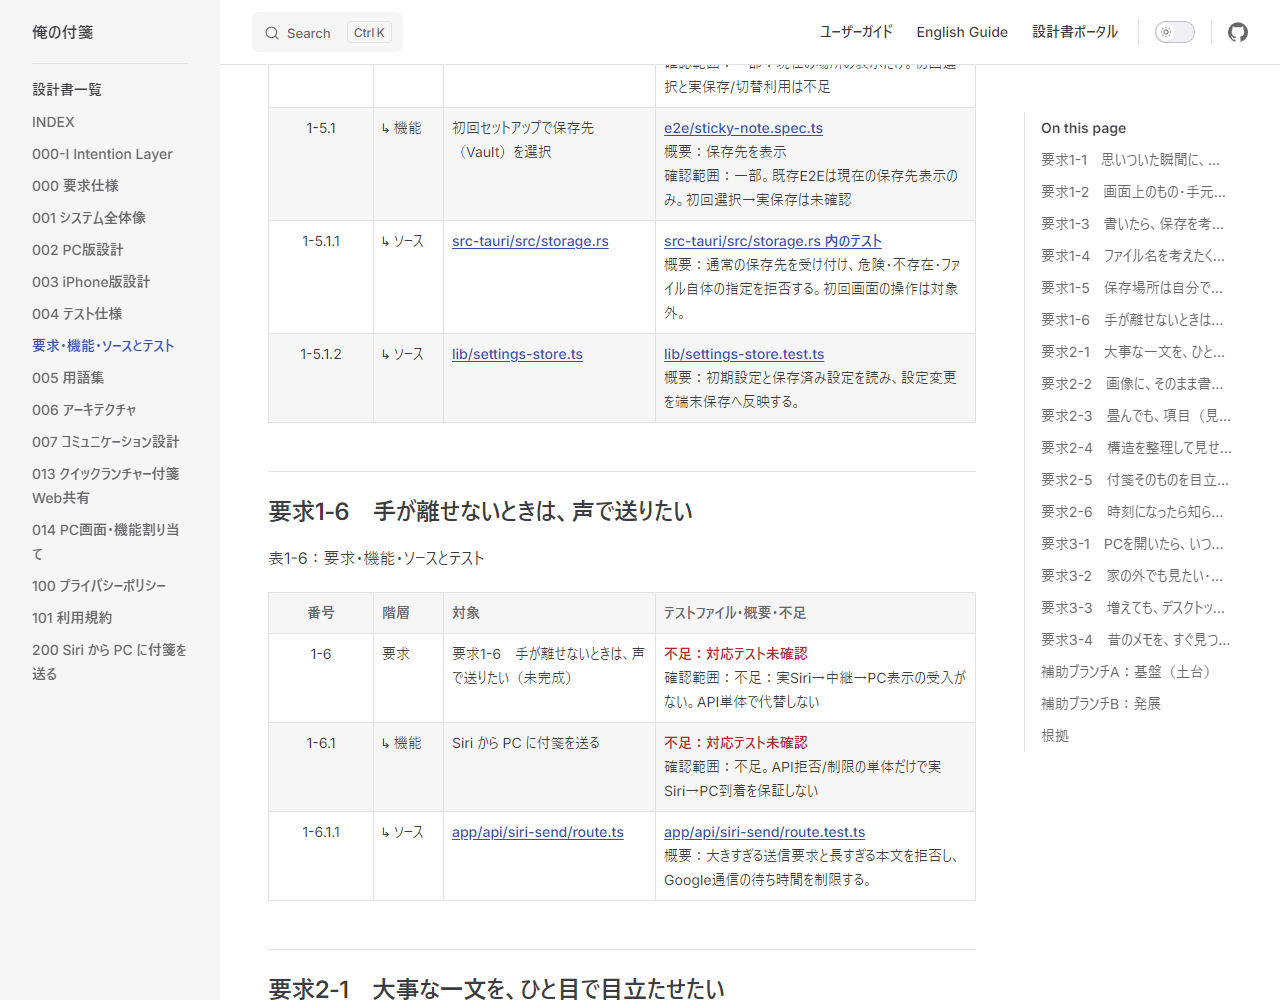 俺の付箋
Search
Ctrl K
ユーザーガイド
English Guide
設計書ポータル
設計書一覧
INDEX
000-I Intention Layer
000 要求仕様
001 システム全体像
002 PC版設計
003 iPhone版設計
004 テスト仕様
要求・機能・ソースとテスト
005 用語集
006 アーキテクチャ
007 コミュニケーション設計
013 クイックランチャー付箋
Web共有
014 PC画面・機能割り当
て
100 プライバシーポリシー
101 利用規約
200 Siri から PC に付箋を
送る
確認範囲：一部：現在の場所の表示だけ。初回選
択と実保存/切替利用は不足
1-5.1
↳ 機能
初回セットアップで保存先
（Vault）を選択
e2e/sticky-note.spec.ts
概要：保存先を表示
確認範囲：一部。既存E2Eは現在の保存先表示の
み。初回選択→実保存は未確認
1-5.1.1
↳ ソース
src-tauri/src/storage.rs
src-tauri/src/storage.rs 内のテスト
概要：通常の保存先を受け付け、危険・不存在・ファ
イル自体の指定を拒否する。初回画面の操作は対象
外。
1-5.1.2
↳ ソース
lib/settings-store.ts
lib/settings-store.test.ts
概要：初期設定と保存済み設定を読み、設定変更
を端末保存へ反映する。
要求1-6　手が離せないときは、声で送りたい
表1-6：要求・機能・ソースとテスト
番号
階層
対象
テストファイル・概要・不足
1-6
要求
要求1-6　手が離せないときは、声
で送りたい（未完成）
不足：対応テスト未確認
確認範囲：不足：実Siri→中継→PC表示の受入が
ない。API単体で代替しない
1-6.1
↳ 機能
Siri から PC に付箋を送る
不足：対応テスト未確認
確認範囲：不足。API拒否/制限の単体だけで実
Siri→PC到着を保証しない
1-6.1.1
↳ ソース
app/api/siri-send/route.ts
app/api/siri-send/route.test.ts
概要：大きすぎる送信要求と長すぎる本文を拒否し、
Google通信の待ち時間を制限する。
要求2-1　大事な一文を、ひと目で目立たせたい
On this page
要求1-1　思いついた瞬間に、...
要求1-2　画面上のもの・手元...
要求1-3　書いたら、保存を考...
要求1-4　ファイル名を考えたく...
要求1-5　保存場所は自分で...
要求1-6　手が離せないときは...
要求2-1　大事な一文を、ひと...
要求2-2　画像に、そのまま書...
要求2-3　畳んでも、項目（見...
要求2-4　構造を整理して見せ...
要求2-5　付箋そのものを目立...
要求2-6　時刻になったら知ら...
要求3-1　PCを開いたら、いつ...
要求3-2　家の外でも見たい・...
要求3-3　増えても、デスクトッ...
要求3-4　昔のメモを、すぐ見つ...
補助ブランチA：基盤（土台）
補助ブランチB：発展
根拠